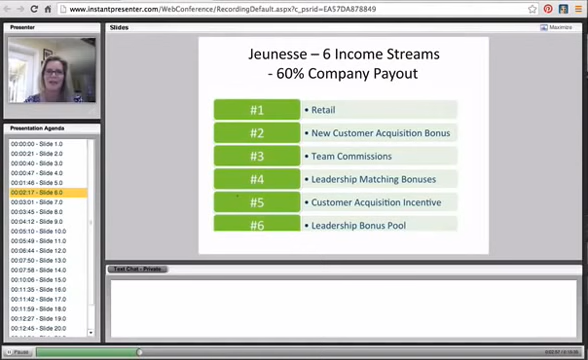 www.instantpresenter.com/WebConference/RecordingDefault.aspx?c_psrid=EA57DA878849
Presenter
Slides
Maximize
Jeunesse – 6 Income Streams
- 60% Company Payout
#1 • Retail
#2 • New Customer Acquisition Bonus
#3 • Team Commissions
#4 • Leadership Matching Bonuses
#5 • Customer Acquisition Incentive
#6 • Leadership Bonus Pool
Presentation Agenda
00:00:00 - Slide 1.0
00:00:21 - Slide 2.0
00:00:40 - Slide 3.0
00:00:47 - Slide 4.0
00:01:46 - Slide 5.0
00:02:17 - Slide 6.0
00:03:01 - Slide 7.0
00:03:45 - Slide 8.0
00:04:12 - Slide 9.0
00:05:10 - Slide 10.0
00:05:49 - Slide 11.0
00:06:44 - Slide 12.0
00:07:50 - Slide 13.0
00:08:50 - Slide 14.0
00:10:06 - Slide 15.0
00:11:35 - Slide 16.0
00:11:42 - Slide 17.0
00:11:59 - Slide 18.0
00:12:27 - Slide 19.0
00:12:45 - Slide 20.0
Text Chat - Private
Pause